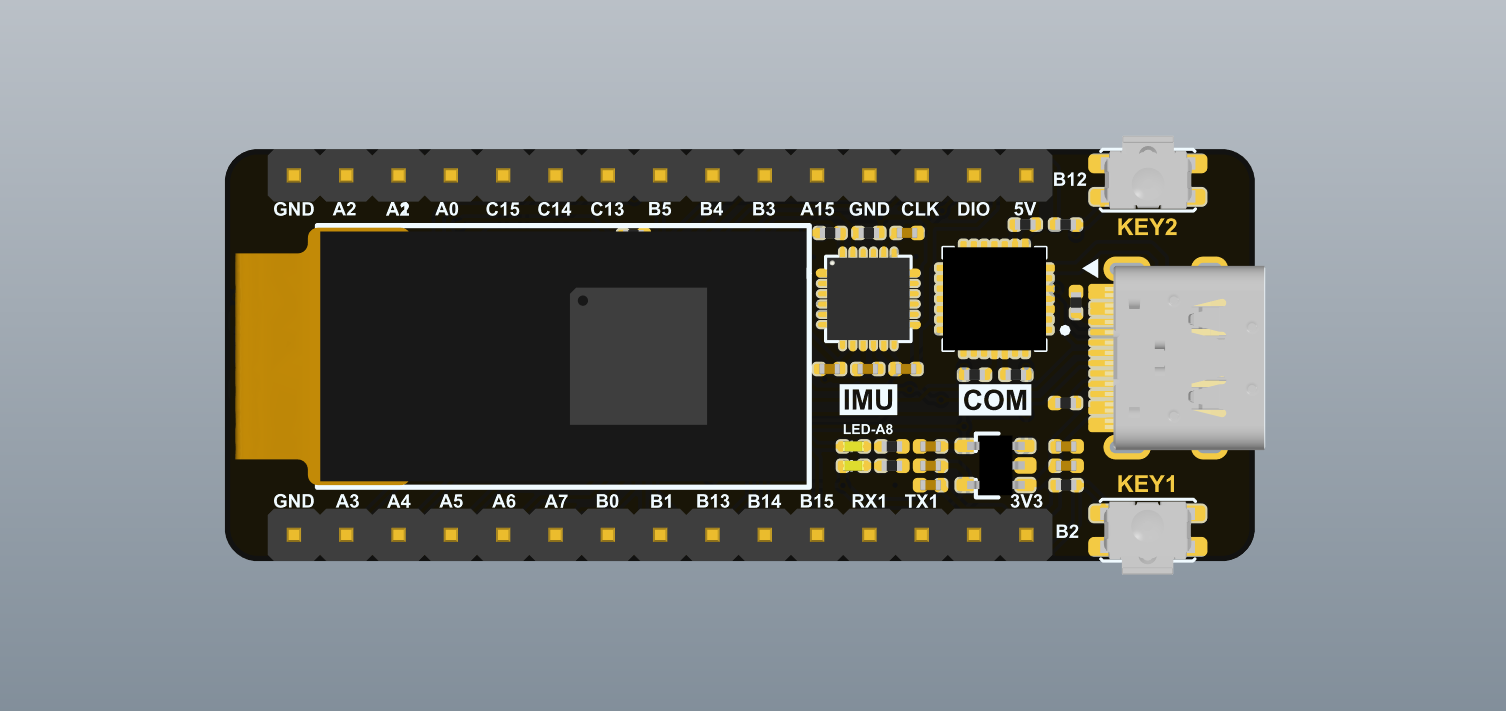 B12
GND A2 A1 A0 C15 C14 C13 B5 B4 B3 A15 GND CLK DIO 5V
KEY2
IMU COM
LED-A8
KEY1
GND A3 A4 A5 A6 A7 B0 B1 B13 B14 B15 RX1 TX1 3V3
B2